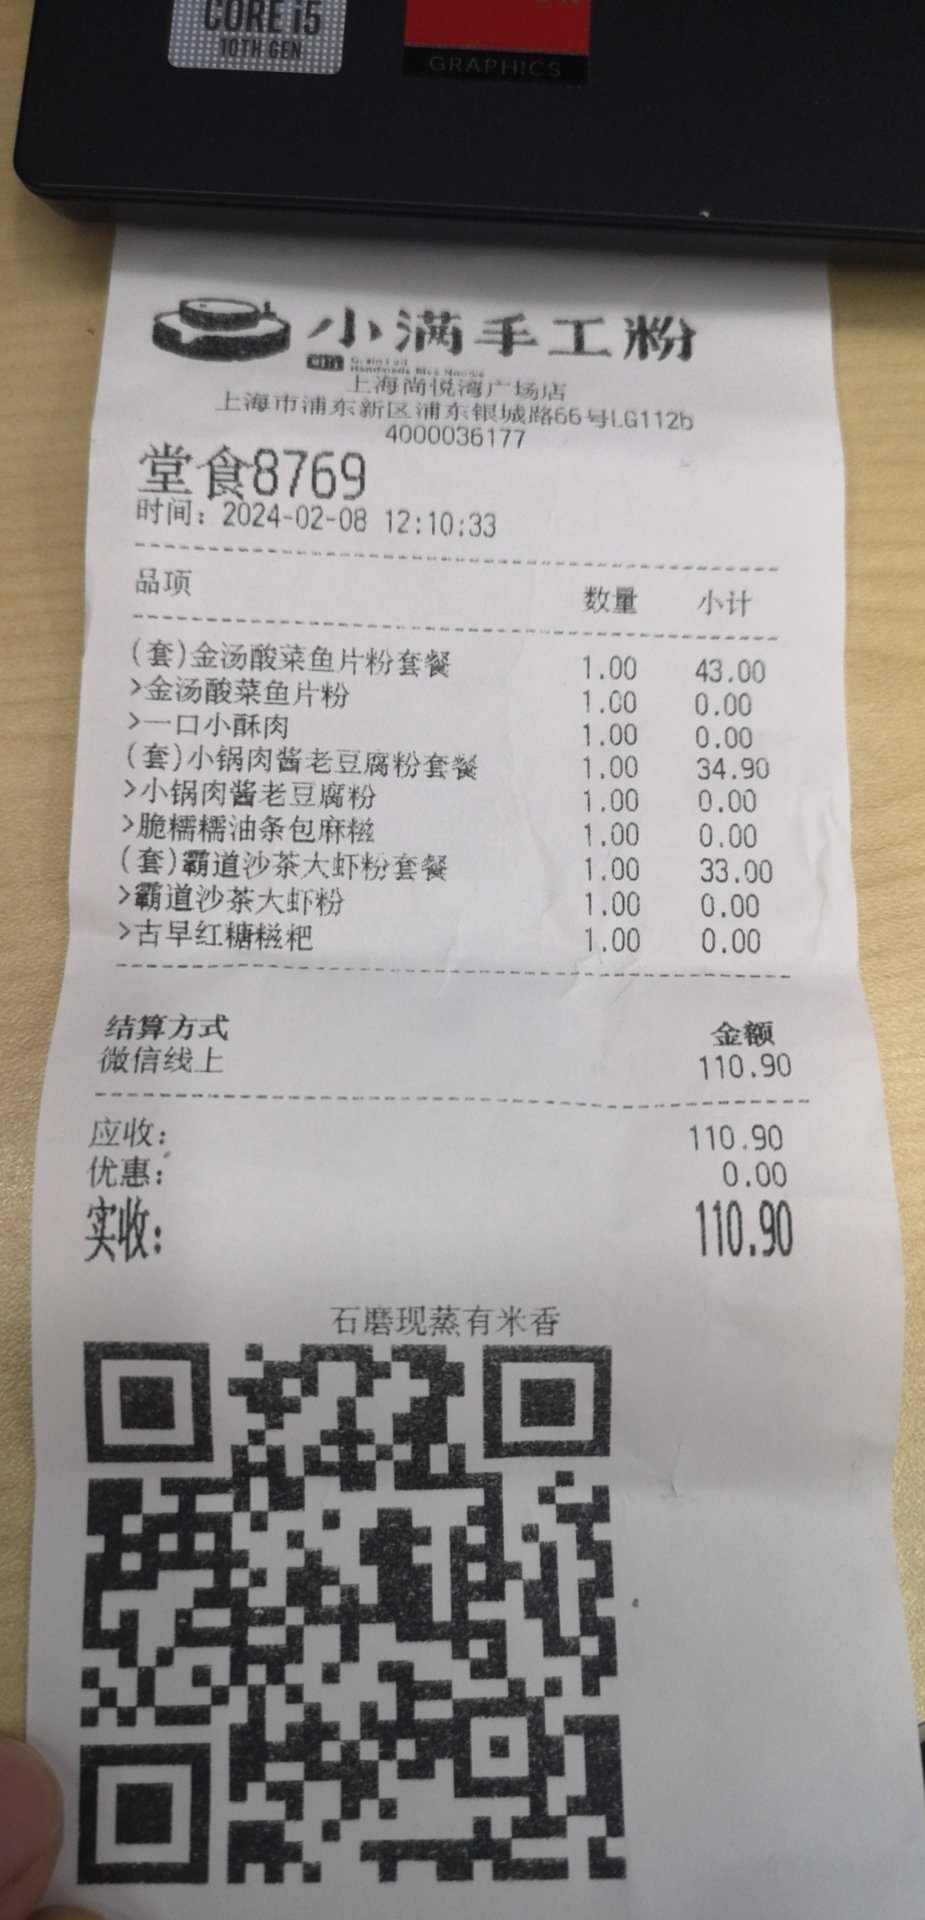 CORE i5
10TH GEN
GRAPHICS
小满手工粉
Handmade Rice Noodle
上海尚悦湾广场店
上海市浦东新区浦东银城路66号LG112b
4000036177
堂食8769
时间：2024-02-08 12:10:33
品项 数量 小计
(套)金汤酸菜鱼片粉套餐 1.00 43.00
>金汤酸菜鱼片粉 1.00 0.00
>一口小酥肉 1.00 0.00
(套)小锅肉酱老豆腐粉套餐 1.00 34.90
>小锅肉酱老豆腐粉 1.00 0.00
>脆糯糯油条包麻糍 1.00 0.00
(套)霸道沙茶大虾粉套餐 1.00 33.00
>霸道沙茶大虾粉 1.00 0.00
>古早红糖糍粑 1.00 0.00
结算方式 金额
微信线上 110.90
应收： 110.90
优惠： 0.00
实收： 110.90
石磨现蒸有米香